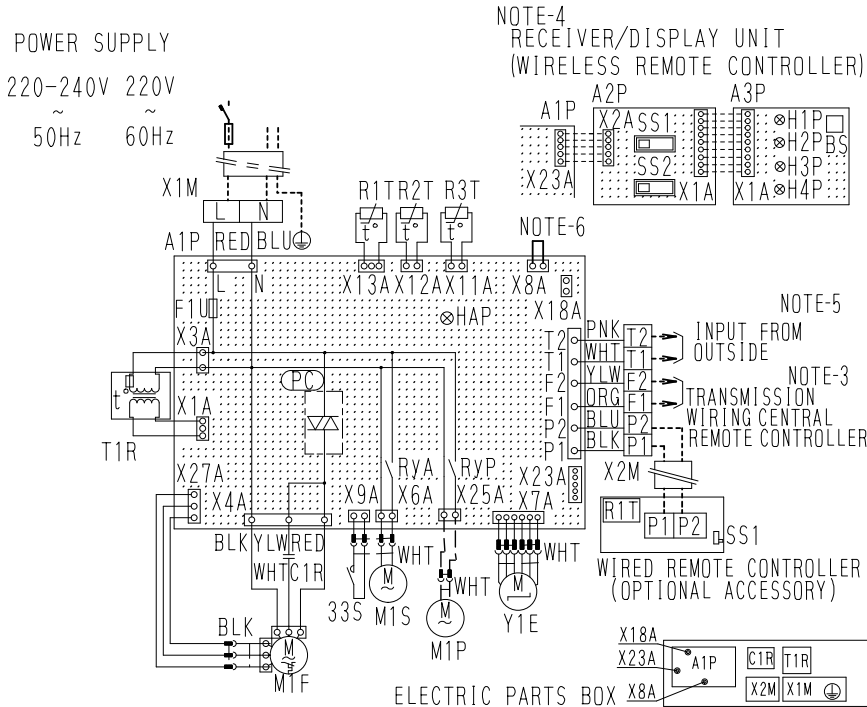 NOTE-4
RECEIVER/DISPLAY UNIT
(WIRELESS REMOTE CONTROLLER)
POWER SUPPLY
220-240V 220V
~ ~
50Hz 60Hz
A1P
X23A
A2P
X2A SS1
SS2
X1A
A3P
X1A
H1P
H2P
H3P
H4P
BS
X1M
L N
A1P RED BLU
R1T R2T R3T
t° t° t°
NOTE-6
L N
X13A X12A X11A X8A
X18A
F1U
HAP
X3A
PC
t°
X1A
T1R
X27A
X4A
NOTE-5
T2 PNK T2
T1 WHT T1
INPUT FROM
OUTSIDE
NOTE-3
F2 YLW F2
F1 ORG F1
P2 BLU P2
P1 BLK P1
TRANSMISSION
WIRING CENTRAL
REMOTE CONTROLLER
X2M
X9A
RyA
X6A
RyP
X25A
X23A
X7A
R1T
P1 P2
SS1
WIRED REMOTE CONTROLLER
(OPTIONAL ACCESSORY)
BLK YLW RED
WHT C1R
33S
WHT
M
~
M1S
WHT
M
~
M1P
WHT
M
Y1E
BLK
M
~
M1F
X18A
X23A
X8A
A1P
C1R T1R
X2M X1M
ELECTRIC PARTS BOX